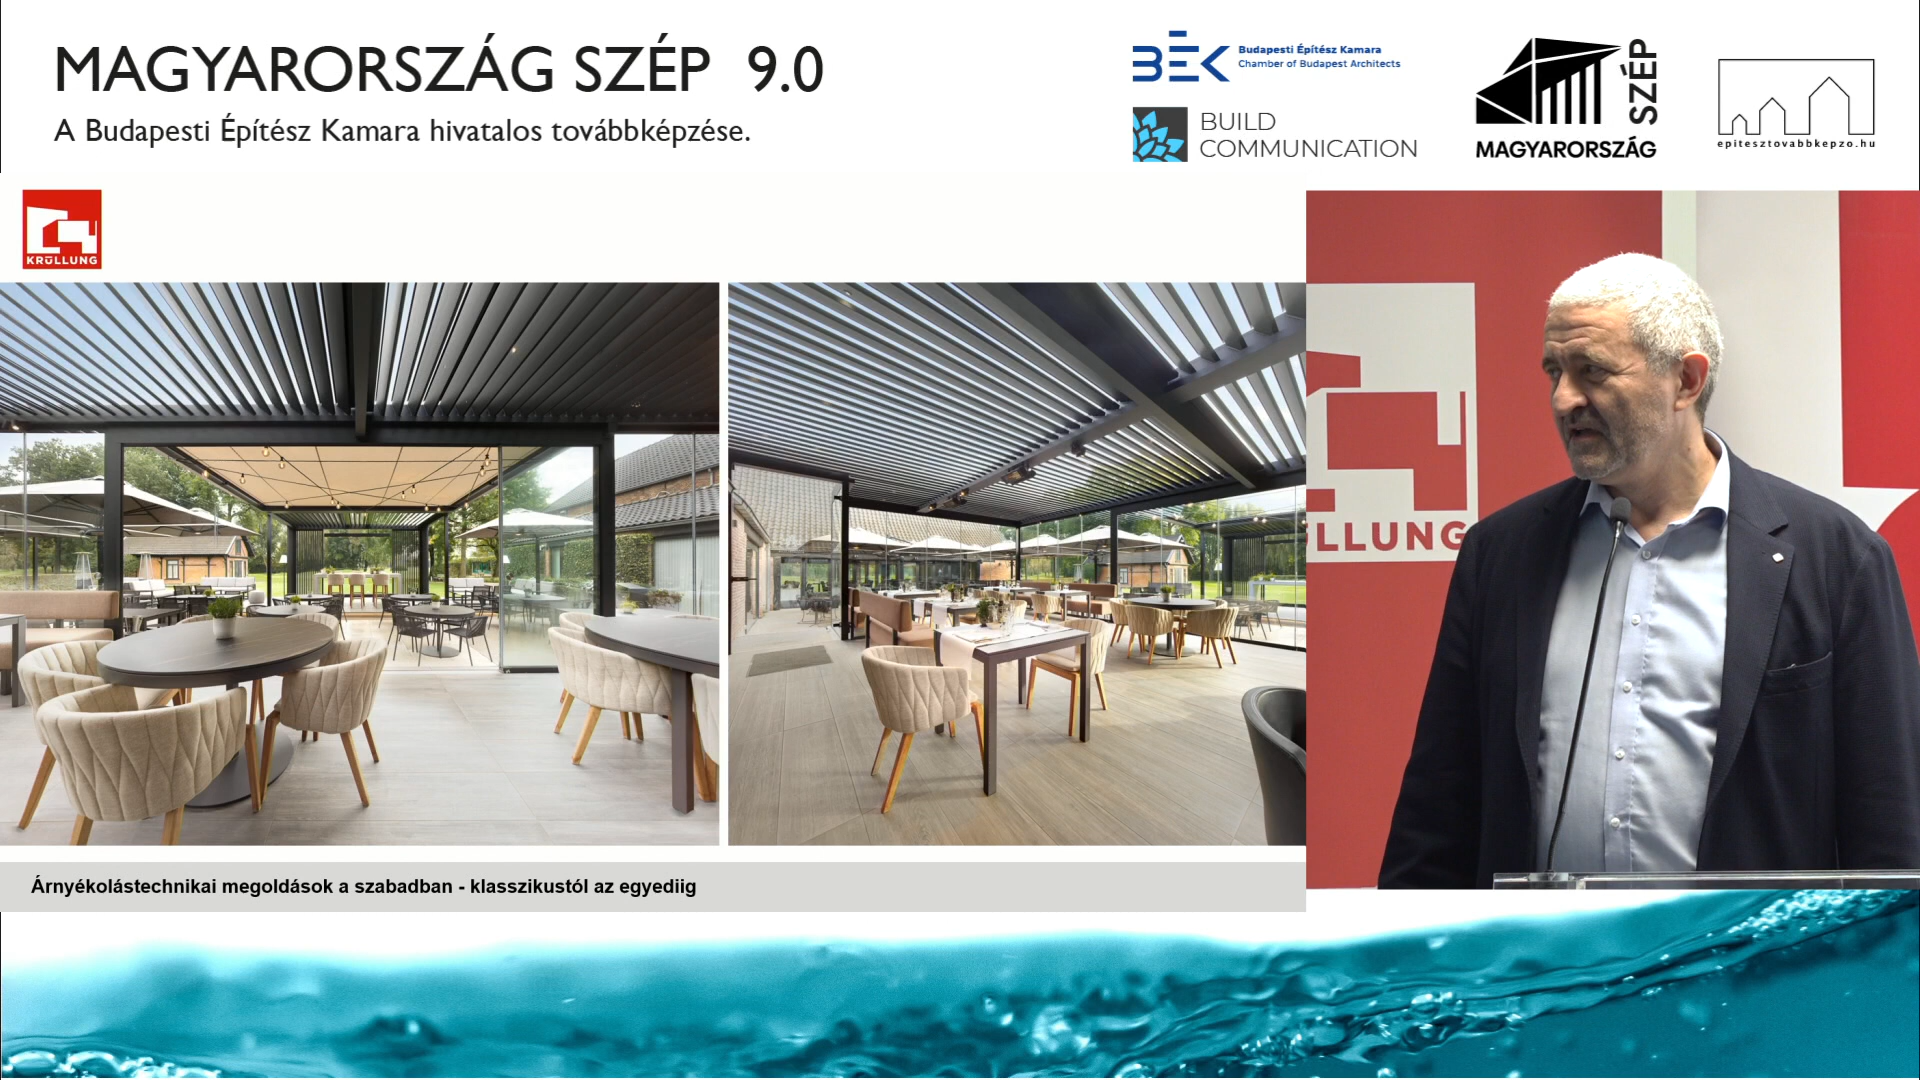 MAGYARORSZÁG SZÉP 9.0
A Budapesti Építész Kamara hivatalos továbbképzése.
BÉK
Budapesti Építész Kamara
Chamber of Budapest Architects
BUILD
COMMUNICATION
MAGYARORSZÁG
SZÉP
epitesztovabbkepzo.hu
KRÜLLUNG
LLUNG
Árnyékolástechnikai megoldások a szabadban - klasszikustól az egyediig